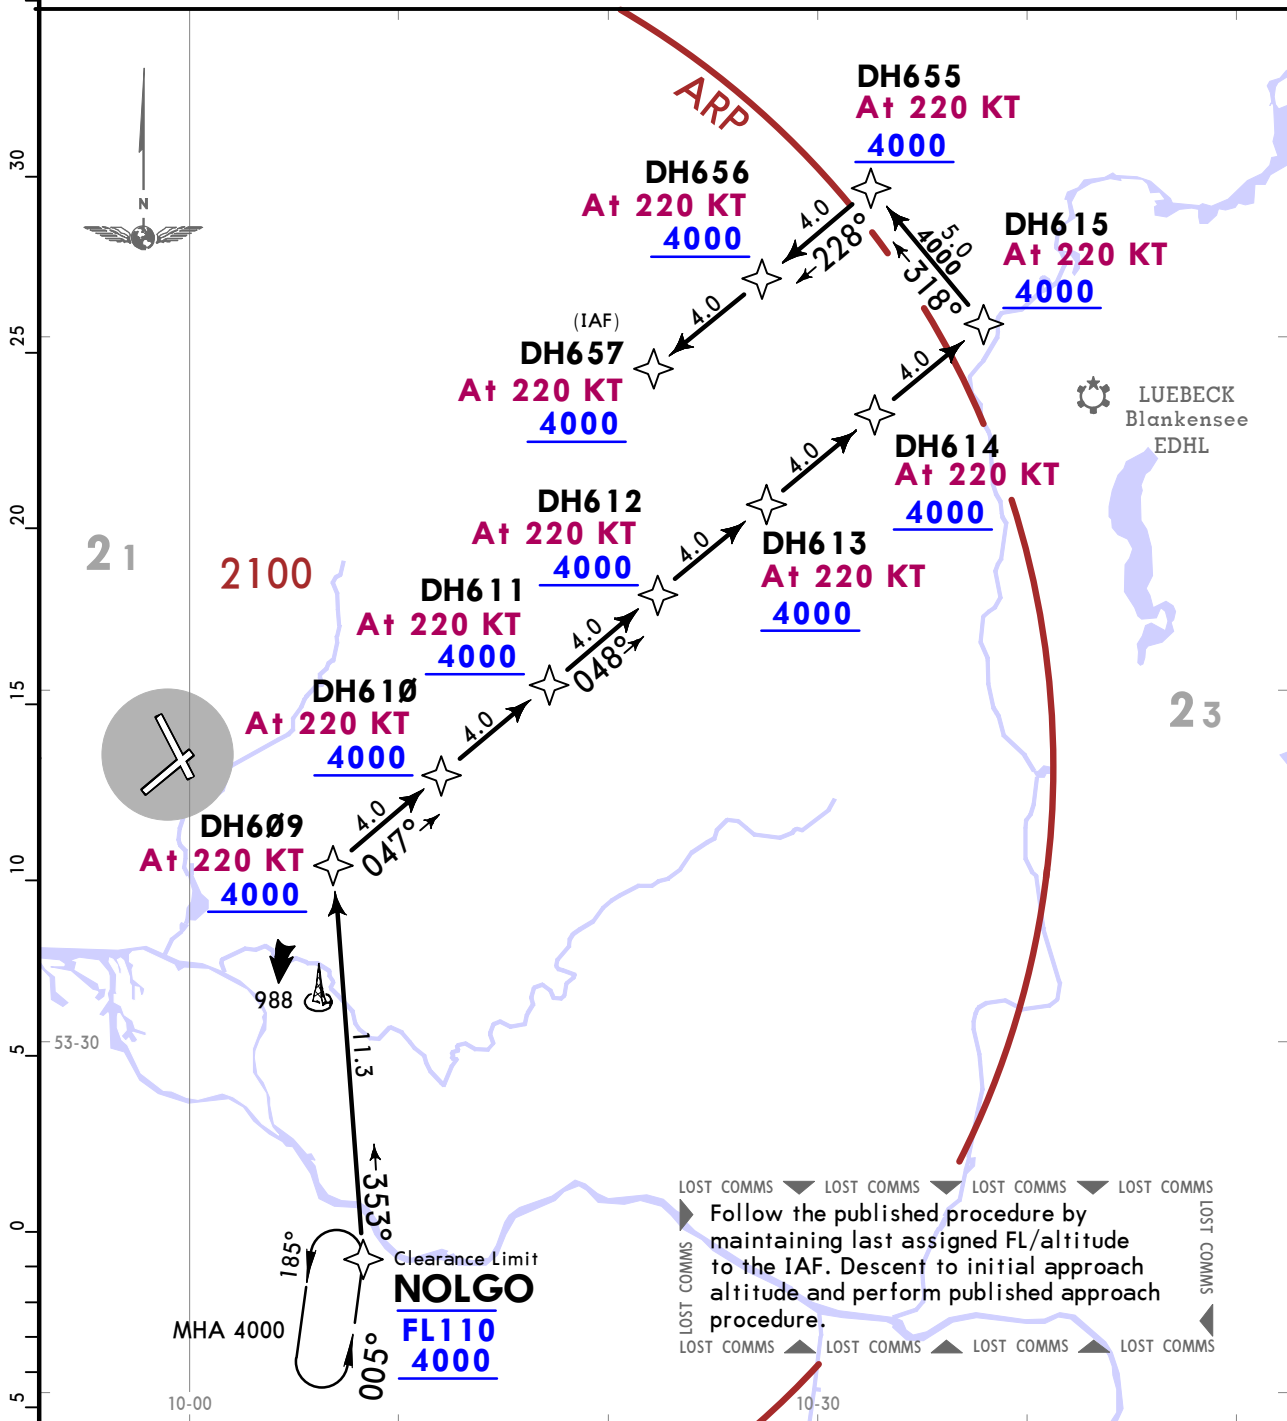 ARP
DH655
At 220 KT
4000
N
30
DH656
At 220 KT
4000
4.0
228°
5.0
4000
318°
DH615
At 220 KT
4000
(IAF)
DH657
At 220 KT
4000
4.0
25
4.0
LUEBECK
Blankensee
EDHL
DH614
At 220 KT
4000
4.0
20
DH612
At 220 KT
4000
4.0
DH613
At 220 KT
4000
21
2100
DH611
At 220 KT
4000
4.0
048°
15
DH61Ø
At 220 KT
4000
4.0
23
DH6Ø9
At 220 KT
4000
4.0
047°
10
988
5
53-30
11.3
353°
0
185°
Clearance Limit
NOLGO
FL110
4000
MHA 4000
005°
5
10-00
10-30
LOST COMMS LOST COMMS LOST COMMS LOST COMMS
Follow the published procedure by
maintaining last assigned FL/altitude
to the IAF. Descent to initial approach
altitude and perform published approach
procedure.
LOST COMMS
LOST COMMS
LOST COMMS LOST COMMS LOST COMMS LOST COMMS